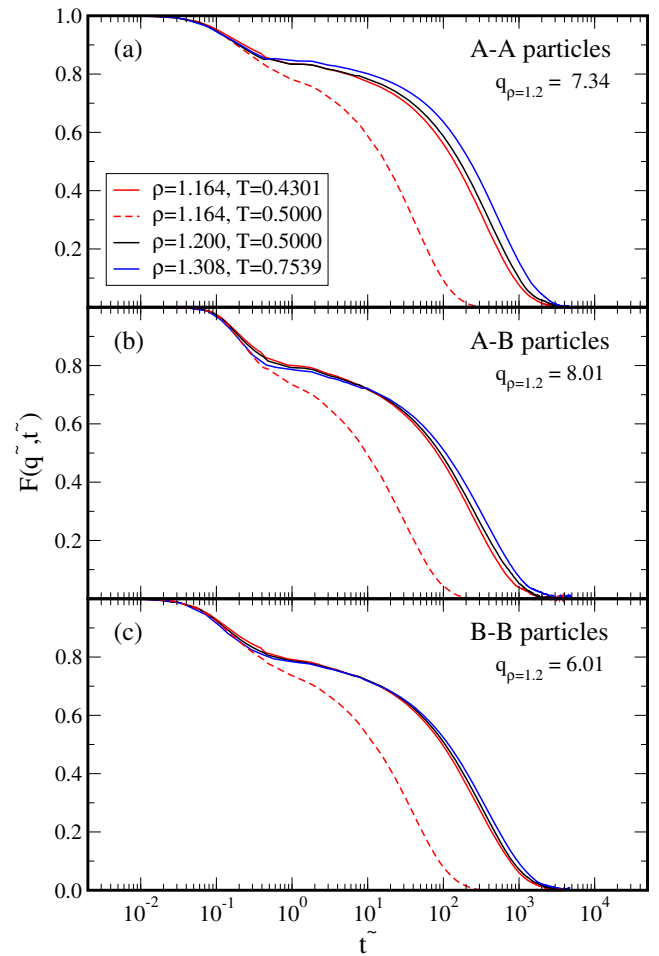 1.0
(a)
A-A particles
q_ρ=1.2 = 7.34
0.8
0.6
ρ=1.164, T=0.4301
ρ=1.164, T=0.5000
ρ=1.200, T=0.5000
ρ=1.308, T=0.7539
0.4
0.2
(b)
A-B particles
q_ρ=1.2 = 8.01
0.8
0.6
0.4
0.2
F(q~,t~)
(c)
B-B particles
q_ρ=1.2 = 6.01
0.8
0.6
0.4
0.2
0.0
10^-2 10^-1 10^0 10^1 10^2 10^3 10^4
t~